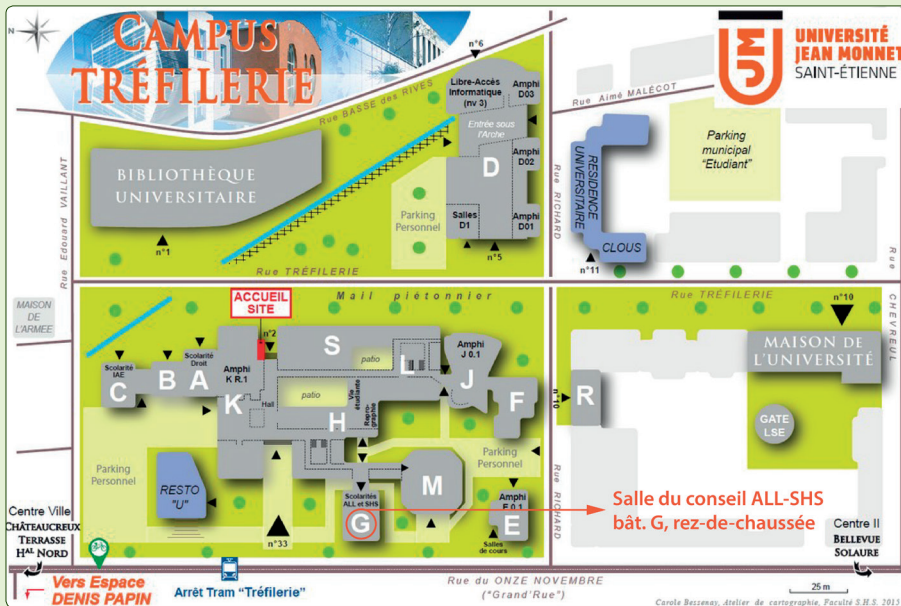 N
CAMPUS
TRÉFILERIE
n°6
Libre-Accès
Informatique
(nv 3)
Amphi
D03
Entrée sous
l'Arche
D
Amphi
D02
Salles
D1
Amphi
D01
n°5
Rue BASSE des RIVES
Parking
Personnel
BIBLIOTHÈQUE
UNIVERSITAIRE
n°1
Rue Edouard VAILLANT
Rue TRÉFILERIE
UJM
UNIVERSITÉ
JEAN MONNET
SAINT-ÉTIENNE
Rue Aimé MALÉCOT
Parking
municipal
"Etudiant"
RESIDENCE
UNIVERSITAIRE
CLOUS
n°11
Rue RICHARD
Rue
CHEVREUL
MAISON
DE
L'ARMEE
ACCUEIL
SITE
Mail piétonnier
n°2
Scolarité
IAE
C
B
Scolarité
Droit
A
Amphi
K R.1
K
Hall
S
patio
patio
L
Vie
étudiante
Repro-
graphie
H
Amphi
J 0.1
J
F
Parking
Personnel
RESTO
"U"
n°33
Scolarités
ALL et SHS
G
M
Parking
Personnel
Amphi
E 0.1
E
Salles
de cours
Rue TRÉFILERIE
n°10
MAISON DE
L'UNIVERSITÉ
R
n°10
GATE
LSE
Rue RICHARD
Salle du conseil ALL-SHS
bât. G, rez-de-chaussée
Centre Ville
CHÂTEAUCREUX
TERRASSE
HAL NORD
Centre II
BELLEVUE
SOLAURE
Vers Espace
DENIS PAPIN
Arrêt Tram "Tréfilerie"
Rue du ONZE NOVEMBRE
("Grand'Rue")
25 m
Carole Bessenay, Atelier de cartographie, Faculté S.H.S. 2015